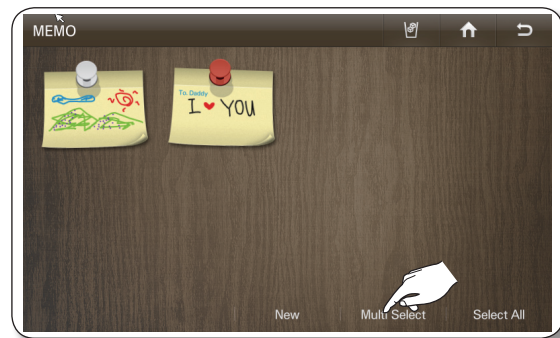 MEMO
To. Daddy
I ♥ YOU
New
Multi Select
Select All